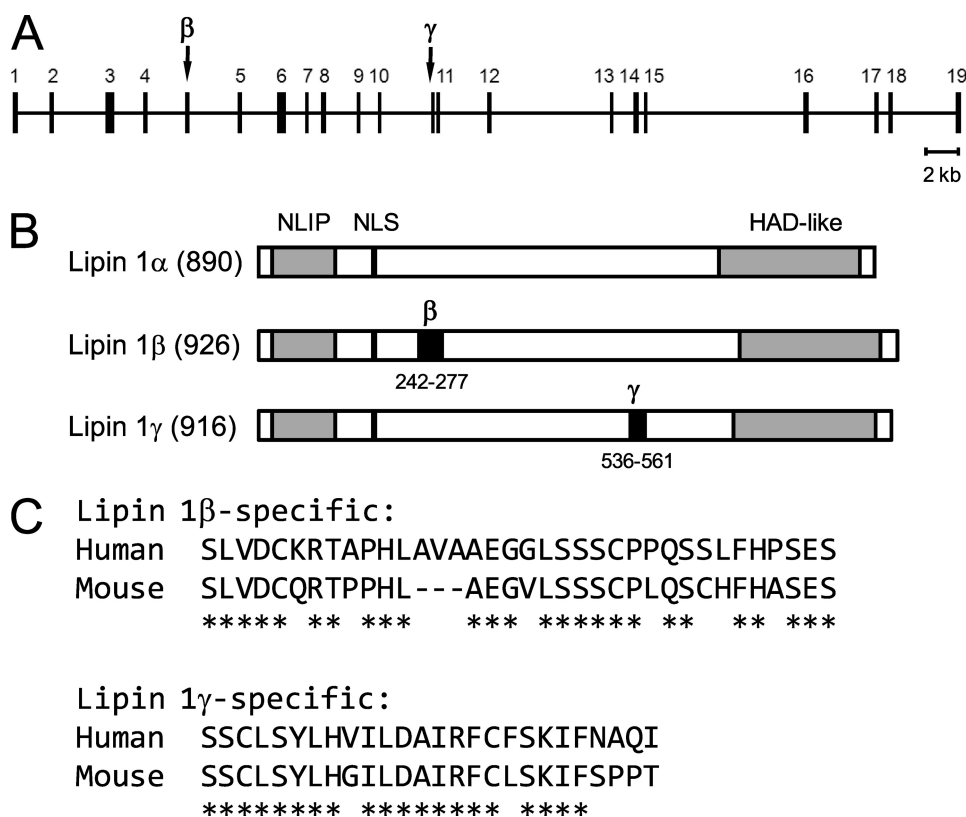 A
β γ
1 2 3 4 5 6 7 8 9 10 11 12 13 14 15 16 17 18 19
2 kb
B
NLIP NLS HAD-like
Lipin 1α (890)
β
Lipin 1β (926)
242-277
γ
Lipin 1γ (916)
536-561
C
Lipin 1β-specific:
Human SLVDCKRTAPHLAVAAEGGLSSSCPPQSSLFHPSES
Mouse SLVDCQRTPPHL---AEGVLSSSCPLQSCHFHASES
***** ** *** *** ****** ** ** ***
Lipin 1γ-specific:
Human SSCLSYLHVILDAIRFCFSKIFNAQI
Mouse SSCLSYLHGILDAIRFCLSKIFSPPT
******** ******** ****